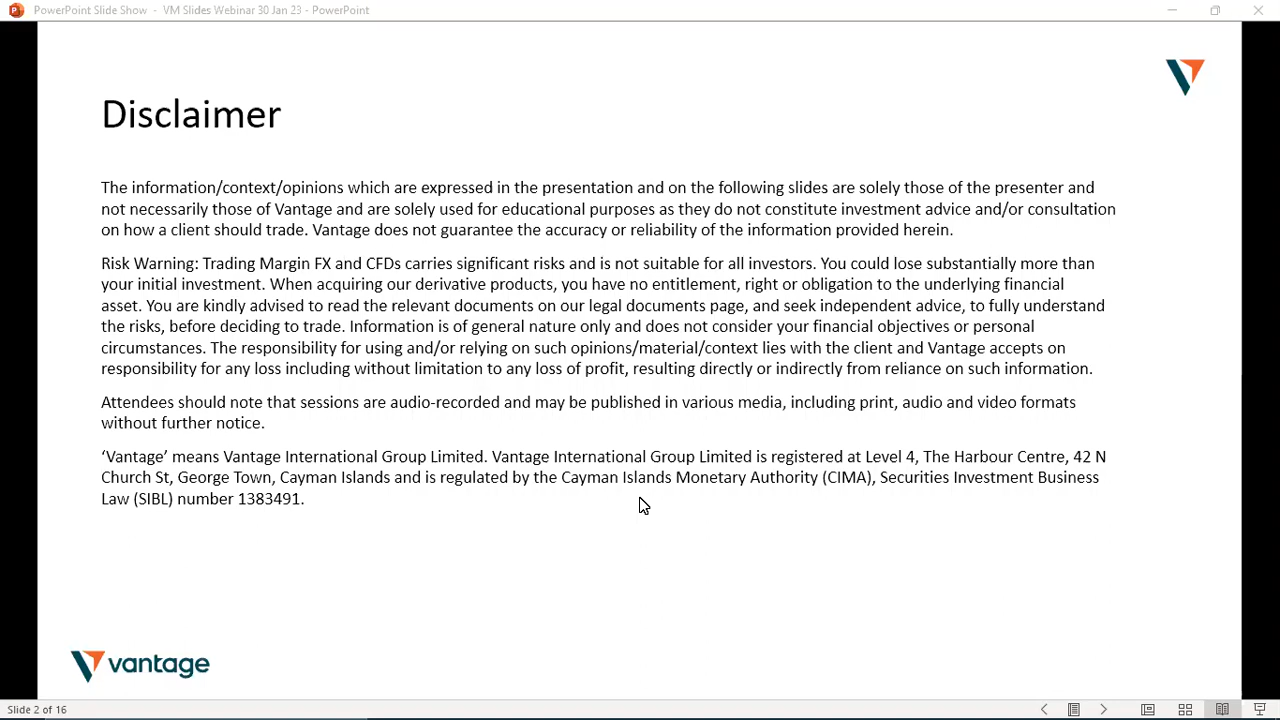 PowerPoint Slide Show - VM Slides Webinar 30 Jan 23 - PowerPoint
Disclaimer
The information/context/opinions which are expressed in the presentation and on the following slides are solely those of the presenter and
not necessarily those of Vantage and are solely used for educational purposes as they do not constitute investment advice and/or consultation
on how a client should trade. Vantage does not guarantee the accuracy or reliability of the information provided herein.
Risk Warning: Trading Margin FX and CFDs carries significant risks and is not suitable for all investors. You could lose substantially more than
your initial investment. When acquiring our derivative products, you have no entitlement, right or obligation to the underlying financial
asset. You are kindly advised to read the relevant documents on our legal documents page, and seek independent advice, to fully understand
the risks, before deciding to trade. Information is of general nature only and does not consider your financial objectives or personal
circumstances. The responsibility for using and/or relying on such opinions/material/context lies with the client and Vantage accepts on
responsibility for any loss including without limitation to any loss of profit, resulting directly or indirectly from reliance on such information.
Attendees should note that sessions are audio-recorded and may be published in various media, including print, audio and video formats
without further notice.
‘Vantage’ means Vantage International Group Limited. Vantage International Group Limited is registered at Level 4, The Harbour Centre, 42 N
Church St, George Town, Cayman Islands and is regulated by the Cayman Islands Monetary Authority (CIMA), Securities Investment Business
Law (SIBL) number 1383491.
vantage
Slide 2 of 16